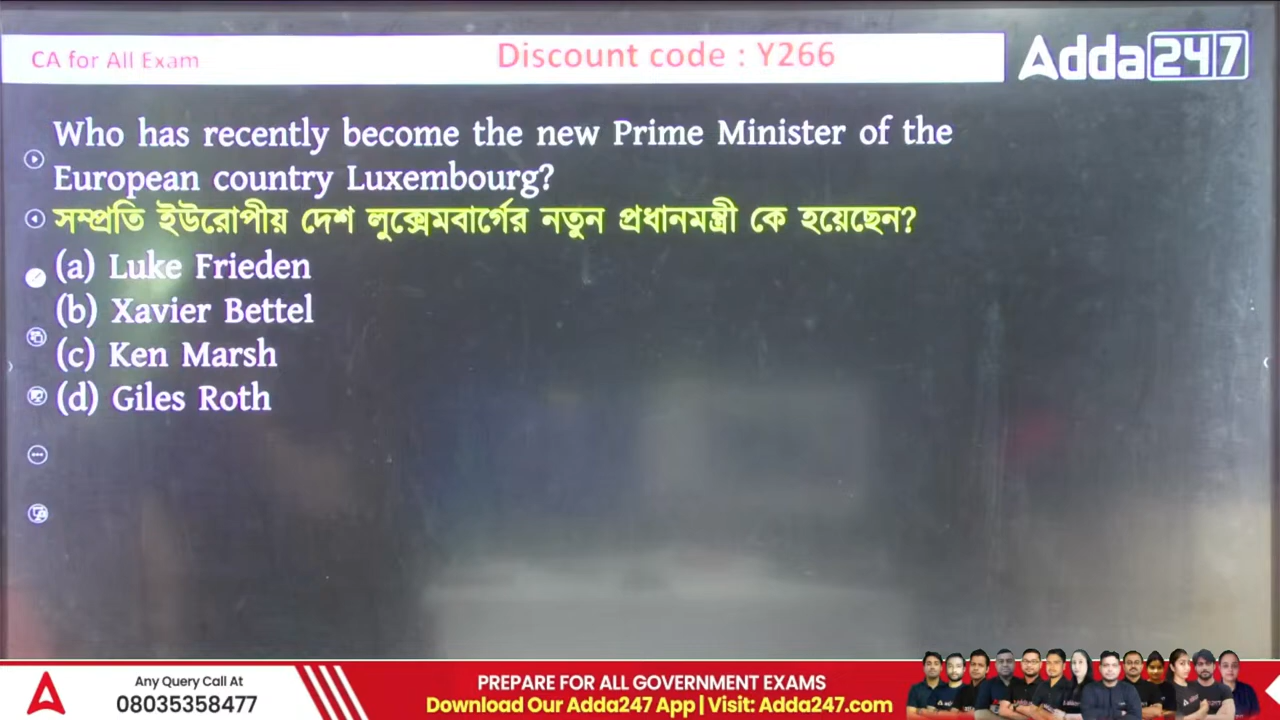 CA for All Exam
Discount code : Y266
Adda247
Who has recently become the new Prime Minister of the
European country Luxembourg?
সম্প্রতি ইউরোপীয় দেশ লুক্সেমবার্গের নতুন প্রধানমন্ত্রী কে হয়েছেন?
(a) Luke Frieden
(b) Xavier Bettel
(c) Ken Marsh
(d) Giles Roth
Any Query Call At
08035358477
PREPARE FOR ALL GOVERNMENT EXAMS
Download Our Adda247 App | Visit: Adda247.com